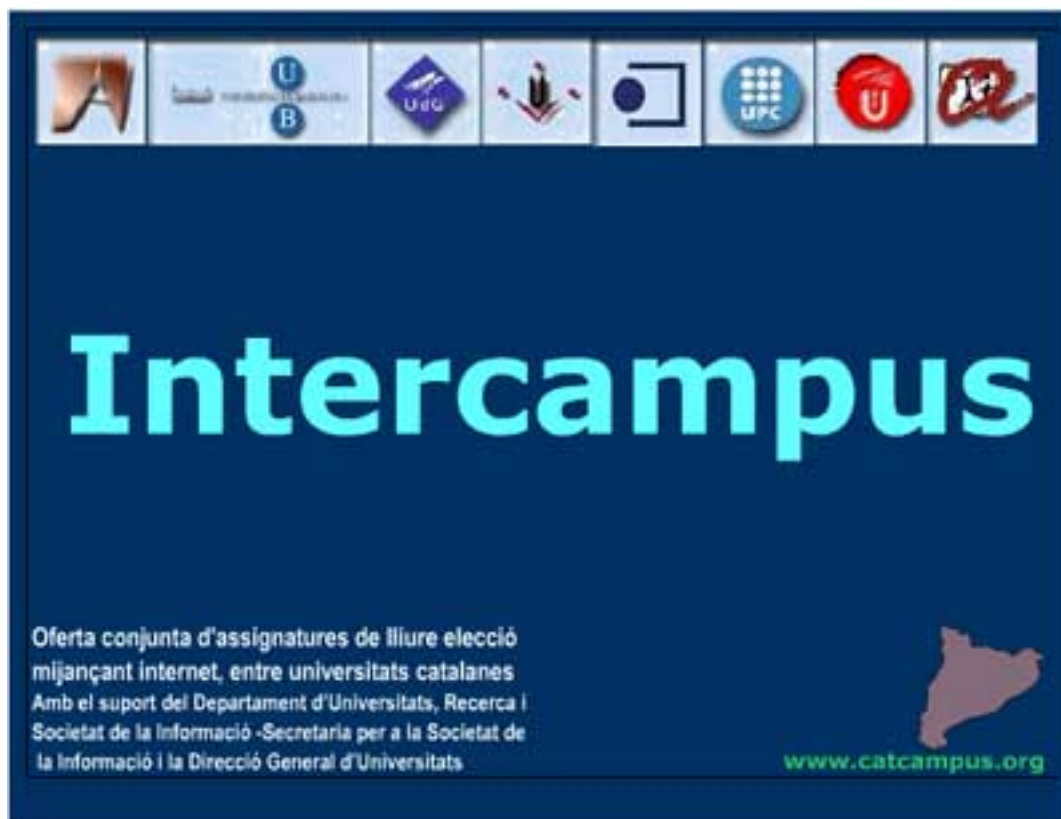 U
B
UdG
UPC
U
Intercampus
Oferta conjunta d'assignatures de lliure elecció
mijançant internet, entre universitats catalanes
Amb el suport del Departament d'Universitats, Recerca i
Societat de la Informació -Secretaria per a la Societat de
la Informació i la Direcció General d'Universitats
www.catcampus.org